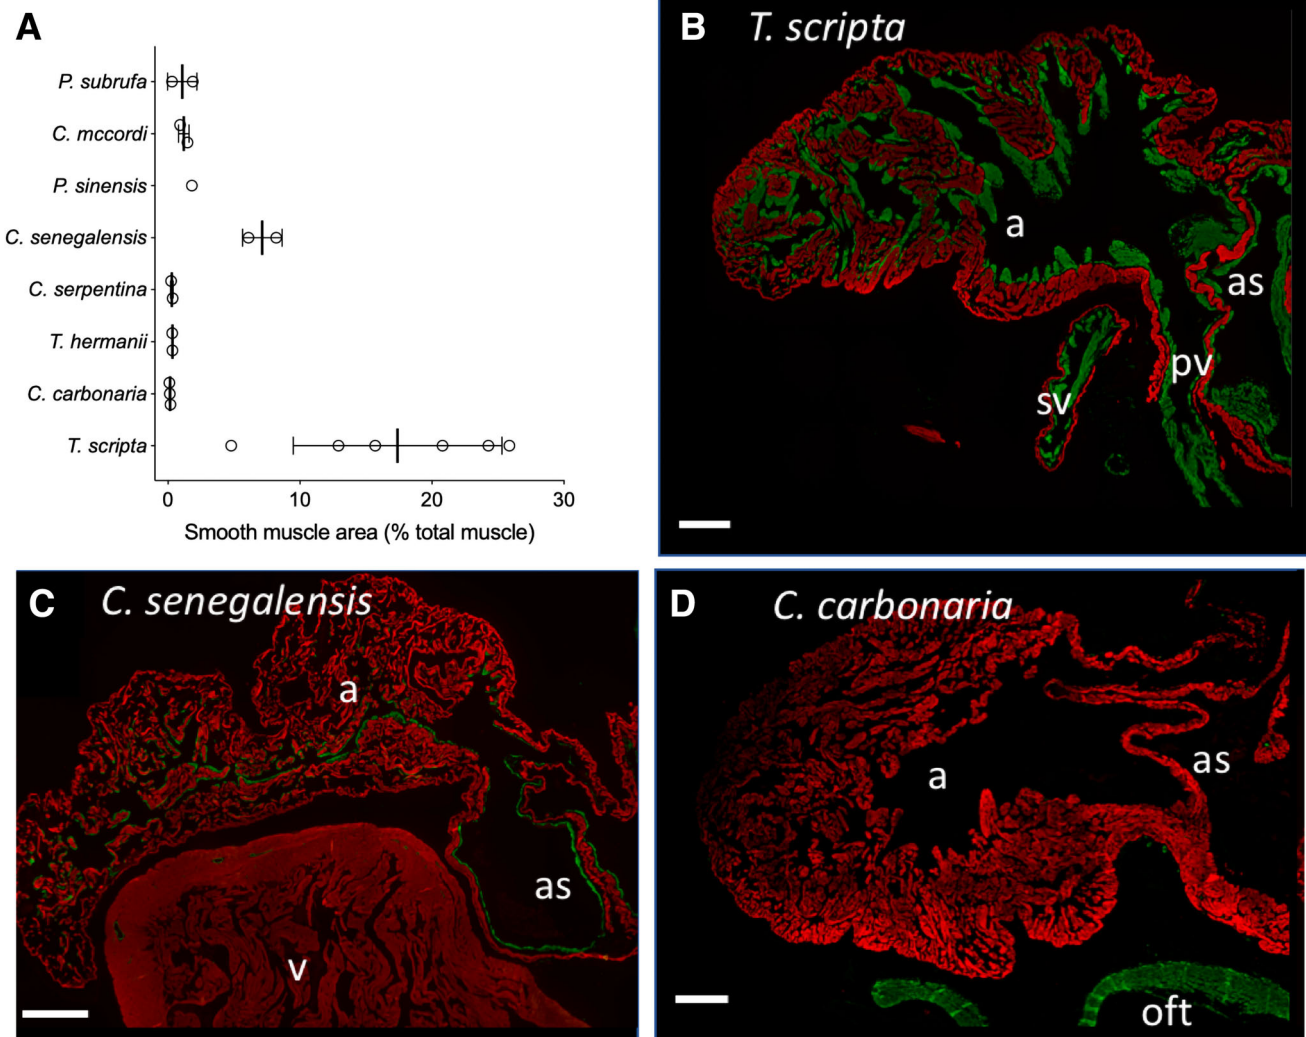 A
P. subrufa
C. mccordi
P. sinensis
C. senegalensis
C. serpentina
T. hermanii
C. carbonaria
T. scripta
0 10 20 30
Smooth muscle area (% total muscle)
B T. scripta
a
as
pv
sv
C C. senegalensis
a
as
v
D C. carbonaria
as
a
oft